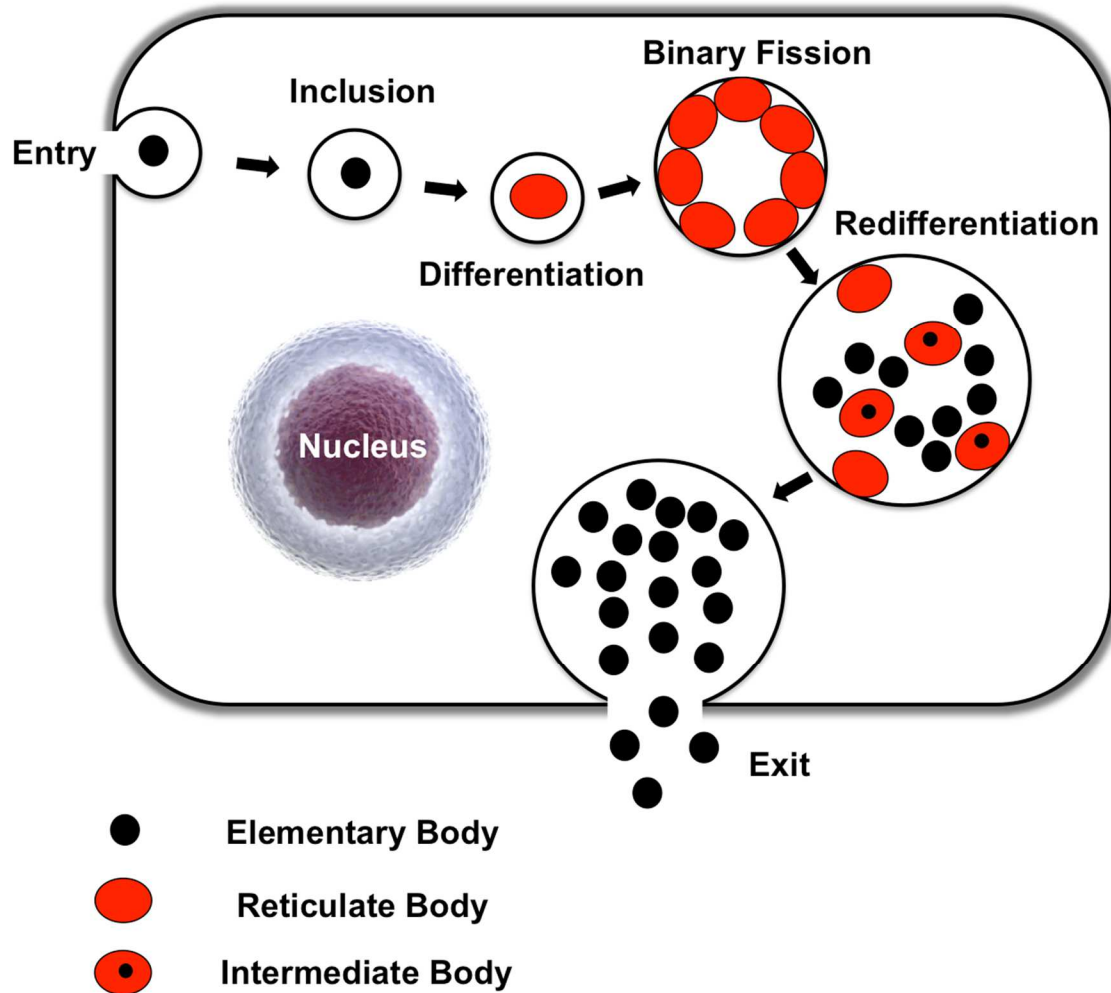 Binary Fission
Inclusion
Entry
Redifferentiation
Differentiation
Nucleus
Exit
Elementary Body
Reticulate Body
Intermediate Body